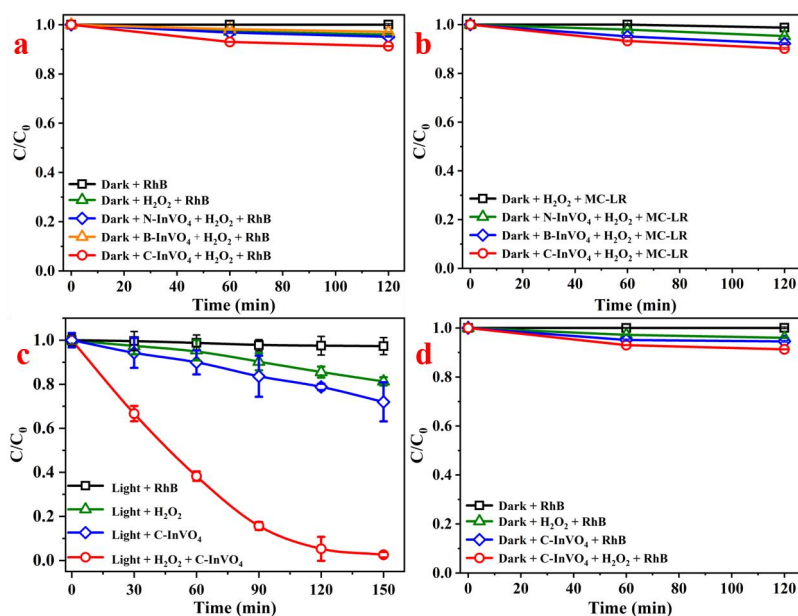 a
C/C₀
1.0
0.8
0.6
0.4
0.2
0.0
Dark + RhB
Dark + H₂O₂ + RhB
Dark + N-InVO₄ + H₂O₂ + RhB
Dark + B-InVO₄ + H₂O₂ + RhB
Dark + C-InVO₄ + H₂O₂ + RhB
0 20 40 60 80 100 120
Time (min)
b
C/C₀
1.0
0.8
0.6
0.4
0.2
0.0
Dark + H₂O₂ + MC-LR
Dark + N-InVO₄ + H₂O₂ + MC-LR
Dark + B-InVO₄ + H₂O₂ + MC-LR
Dark + C-InVO₄ + H₂O₂ + MC-LR
0 20 40 60 80 100 120
Time (min)
c
C/C₀
1.0
0.8
0.6
0.4
0.2
0.0
Light + RhB
Light + H₂O₂
Light + C-InVO₄
Light + H₂O₂ + C-InVO₄
0 30 60 90 120 150
Time (min)
d
C/C₀
1.0
0.8
0.6
0.4
0.2
0.0
Dark + RhB
Dark + H₂O₂ + RhB
Dark + C-InVO₄ + RhB
Dark + C-InVO₄ + H₂O₂ + RhB
0 20 40 60 80 100 120
Time (min)